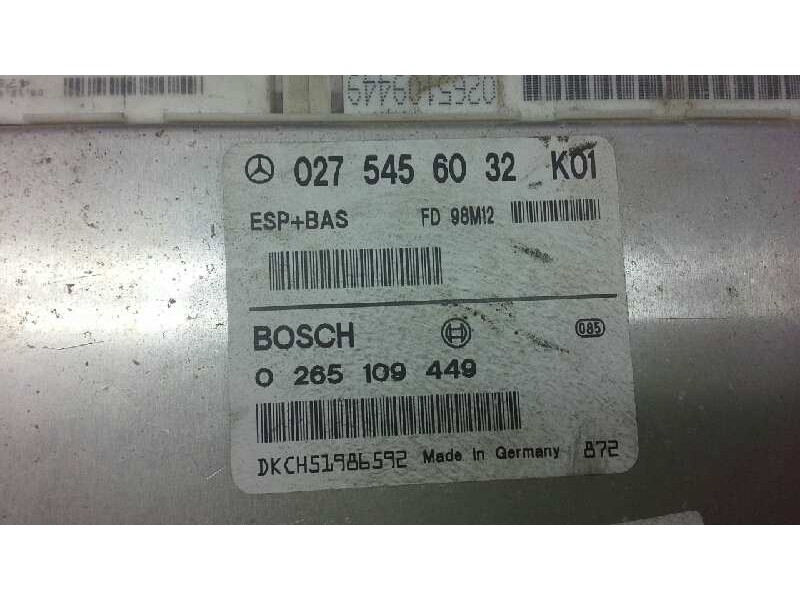 0265109449
027 545 60 32 K01
ESP+BAS FD 98M12
BOSCH
085
0 265 109 449
DKCH51986592 Made in Germany 872